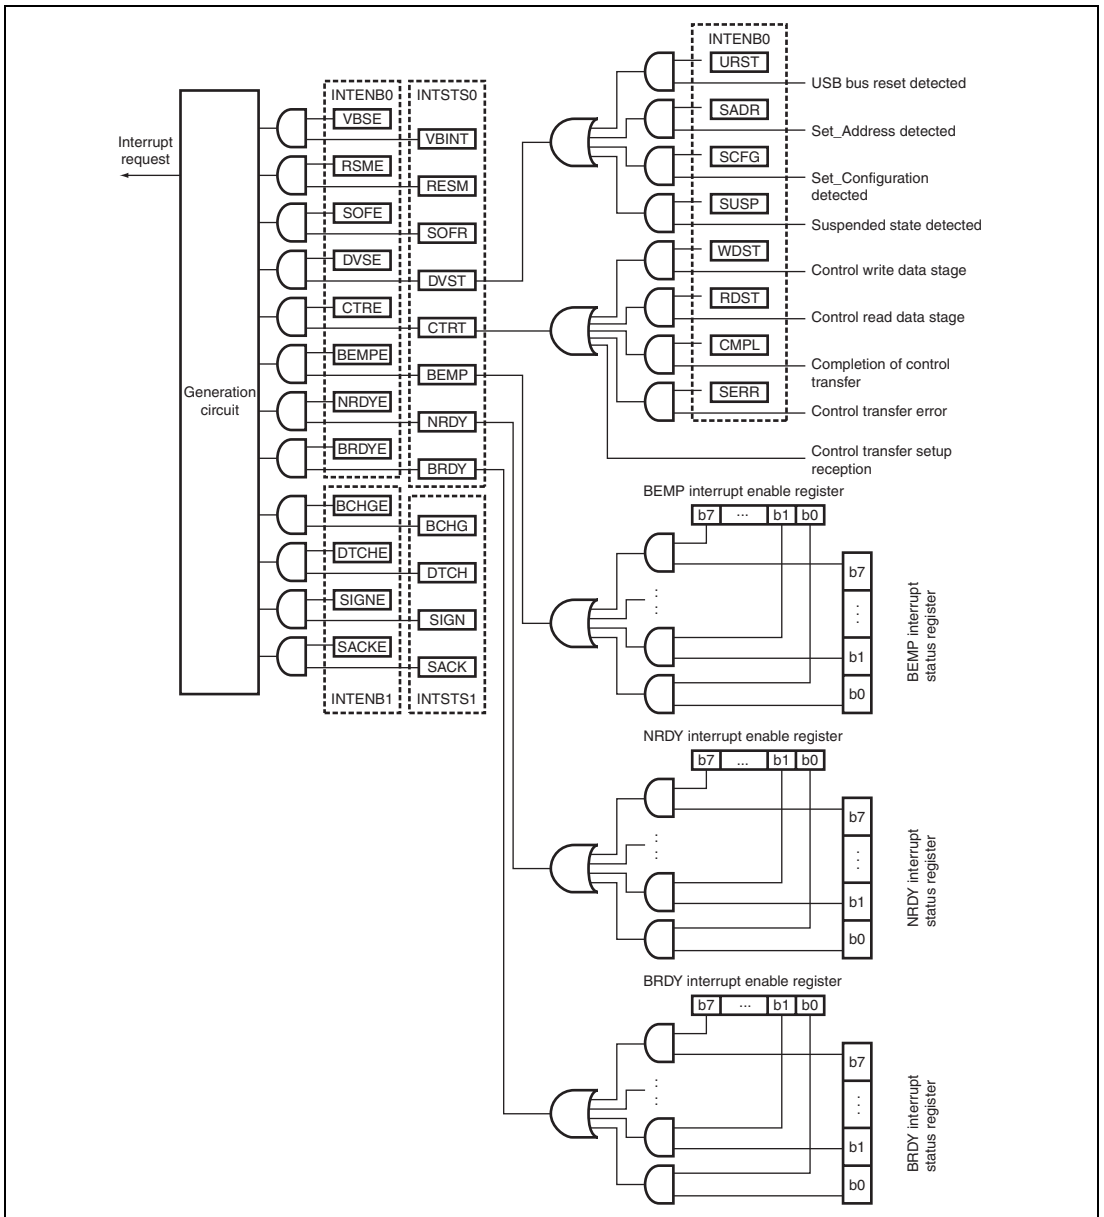 Interrupt
request
Generation
circuit
INTENB0
VBSE
RSME
SOFE
DVSE
CTRE
BEMPE
NRDYE
BRDYE
INTSTS0
VBINT
RESM
SOFR
DVST
CTRT
BEMP
NRDY
BRDY
BCHGE
DTCHE
SIGNE
SACKE
INTENB1
BCHG
DTCH
SIGN
SACK
INTSTS1
INTENB0
URST
USB bus reset detected
SADR
Set_Address detected
SCFG
Set_Configuration
detected
SUSP
Suspended state detected
WDST
Control write data stage
RDST
Control read data stage
CMPL
Completion of control
transfer
SERR
Control transfer error
Control transfer setup
reception
BEMP interrupt enable register
b7 ... b1 b0
b7
...
b1
b0
BEMP interrupt
status register
NRDY interrupt enable register
b7 ... b1 b0
b7
...
b1
b0
NRDY interrupt
status register
BRDY interrupt enable register
b7 ... b1 b0
b7
...
b1
b0
BRDY interrupt
status register